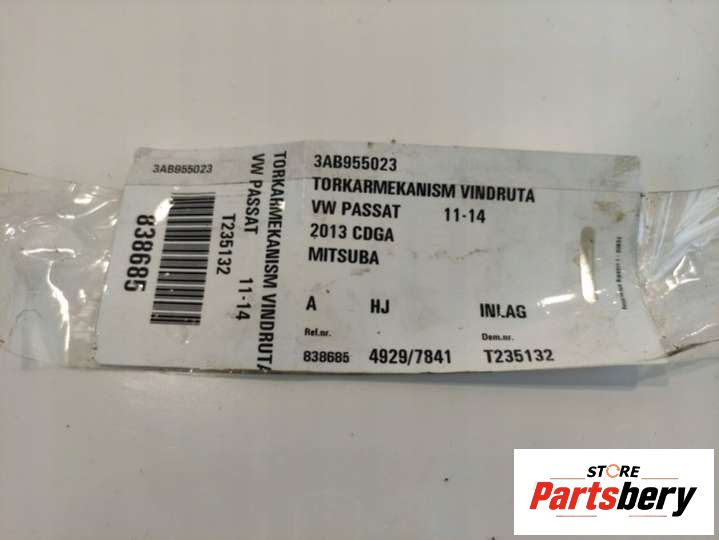 3AB955023
838685
TORKARMEKANISM VINDRUTA
VW PASSAT 11-14
T235132
3AB955023
TORKARMEKANISM VINDRUTA
VW PASSAT 11-14
2013 CDGA
MITSUBA
A HJ INLAG
Ref.nr. Dem.nr.
838685 4929/7841 T235132
STORE
Partsbery